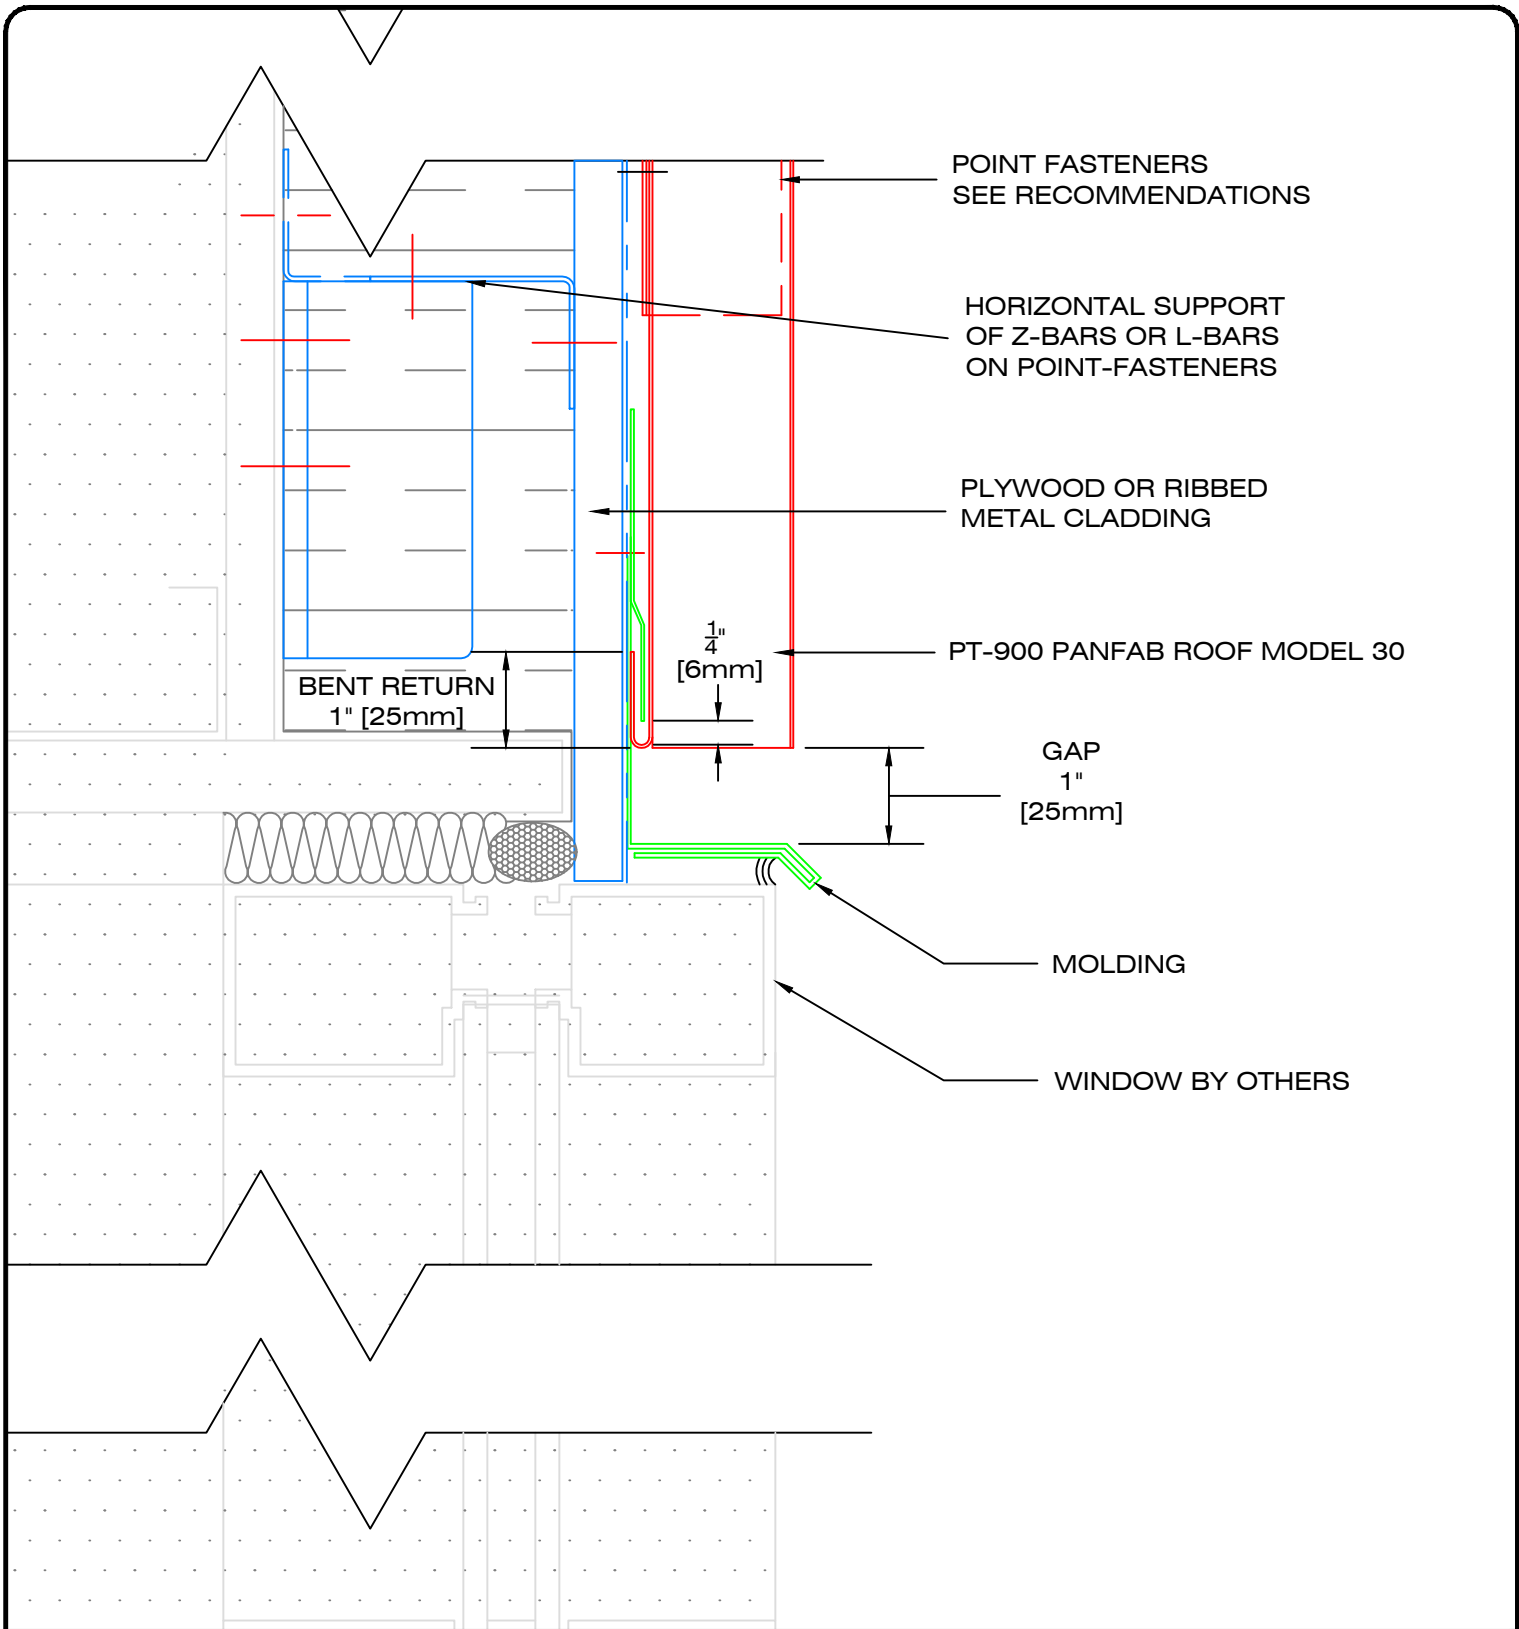 POINT FASTENERS
SEE RECOMMENDATIONS
HORIZONTAL SUPPORT
OF Z-BARS OR L-BARS
ON POINT-FASTENERS
PLYWOOD OR RIBBED
METAL CLADDING
1/4"
[6mm]
PT-900 PANFAB ROOF MODEL 30
BENT RETURN
1" [25mm]
GAP
1"
[25mm]
MOLDING
WINDOW BY OTHERS